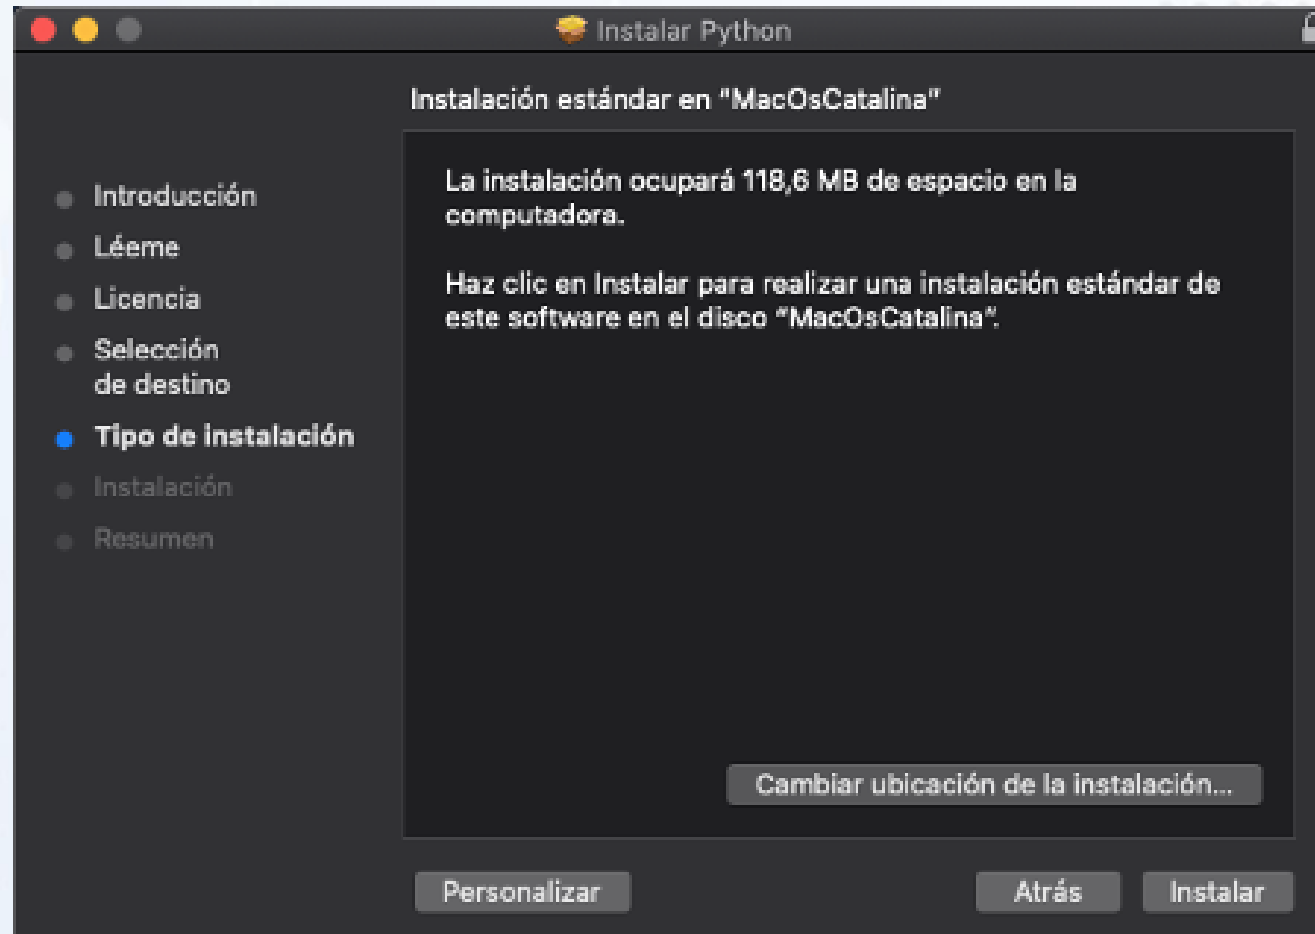 Instalar Python
Instalación estándar en “MacOsCatalina”
Introducción
Léeme
Licencia
Selección
de destino
Tipo de instalación
Instalación
Resumen
La instalación ocupará 118,6 MB de espacio en la
computadora.
Haz clic en Instalar para realizar una instalación estándar de
este software en el disco “MacOsCatalina”.
Cambiar ubicación de la instalación...
Personalizar
Atrás
Instalar